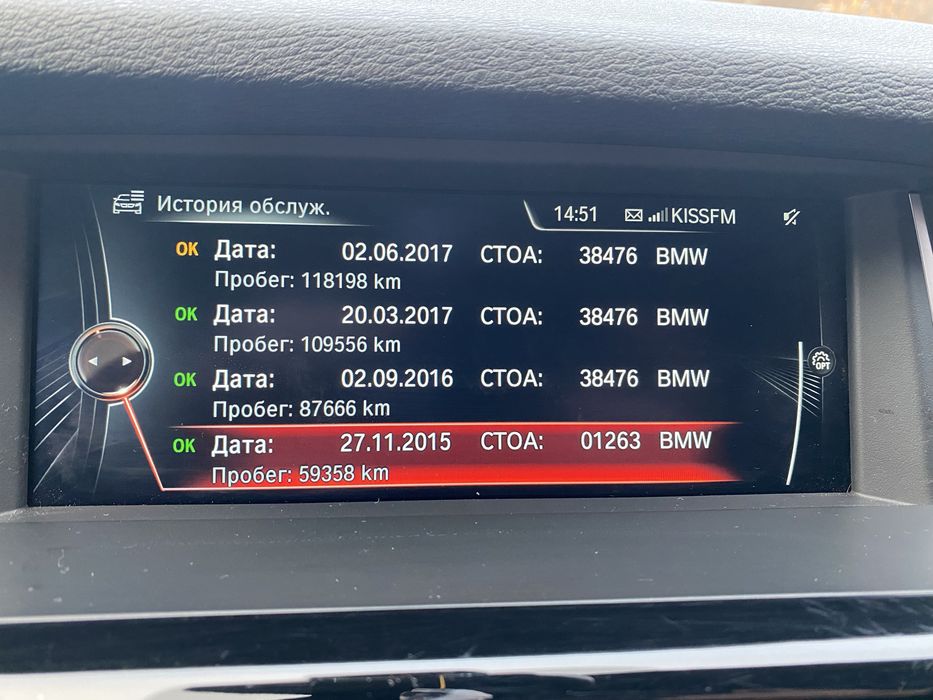 История обслуж.
14:51 KISSFM
OK Дата: 02.06.2017 СТОА: 38476 BMW
Пробег: 118198 km
OK Дата: 20.03.2017 СТОА: 38476 BMW
Пробег: 109556 km
OK Дата: 02.09.2016 СТОА: 38476 BMW
Пробег: 87666 km
OK Дата: 27.11.2015 СТОА: 01263 BMW
Пробег: 59358 km
OPT